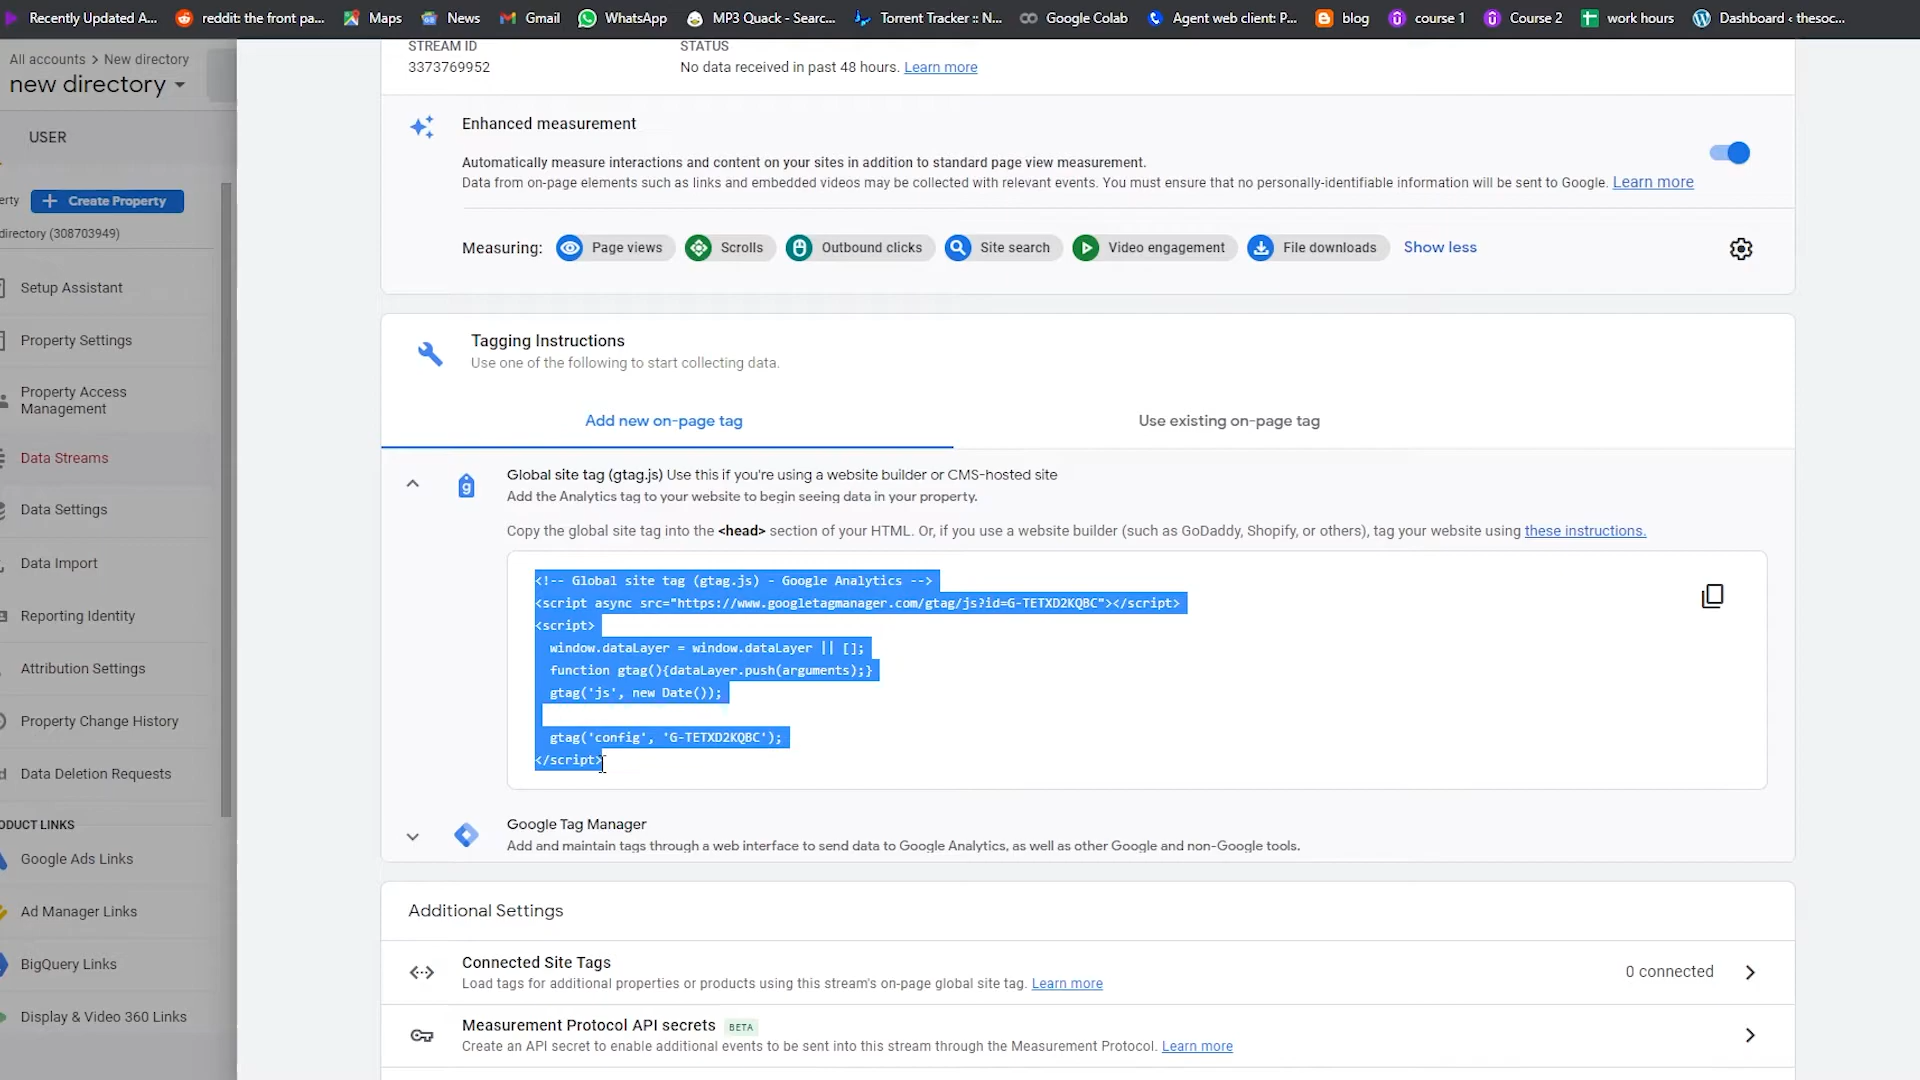 Recently Updated A...
reddit: the front pa...
Maps
News
Gmail
WhatsApp
MP3 Quack - Searc...
Torrent Tracker :: N...
Google Colab
Agent web client: P...
blog
course 1
Course 2
work hours
Dashboard ‹ thesoc...
All accounts > New directory
new directory
USER
erty
Create Property
directory (308703949)
Setup Assistant
Property Settings
Property Access
Management
Data Streams
Data Settings
Data Import
Reporting Identity
Attribution Settings
Property Change History
Data Deletion Requests
ODUCT LINKS
Google Ads Links
Ad Manager Links
BigQuery Links
Display & Video 360 Links
STREAM ID
3373769952
STATUS
No data received in past 48 hours. Learn more
Enhanced measurement
Automatically measure interactions and content on your sites in addition to standard page view measurement.
Data from on-page elements such as links and embedded videos may be collected with relevant events. You must ensure that no personally-identifiable information will be sent to Google. Learn more
Measuring: Page views Scrolls Outbound clicks Site search Video engagement File downloads Show less
Tagging Instructions
Use one of the following to start collecting data.
Add new on-page tag
Use existing on-page tag
Global site tag (gtag.js) Use this if you're using a website builder or CMS-hosted site
Add the Analytics tag to your website to begin seeing data in your property.
Copy the global site tag into the <head> section of your HTML. Or, if you use a website builder (such as GoDaddy, Shopify, or others), tag your website using these instructions.
<!-- Global site tag (gtag.js) - Google Analytics -->
<script async src="https://www.googletagmanager.com/gtag/js?id=G-TETXD2KQBC"></script>
<script>
window.dataLayer = window.dataLayer || [];
function gtag(){dataLayer.push(arguments);}
gtag('js', new Date());
gtag('config', 'G-TETXD2KQBC');
</script>
Google Tag Manager
Add and maintain tags through a web interface to send data to Google Analytics, as well as other Google and non-Google tools.
Additional Settings
Connected Site Tags
Load tags for additional properties or products using this stream's on-page global site tag. Learn more
0 connected
Measurement Protocol API secrets BETA
Create an API secret to enable additional events to be sent into this stream through the Measurement Protocol. Learn more